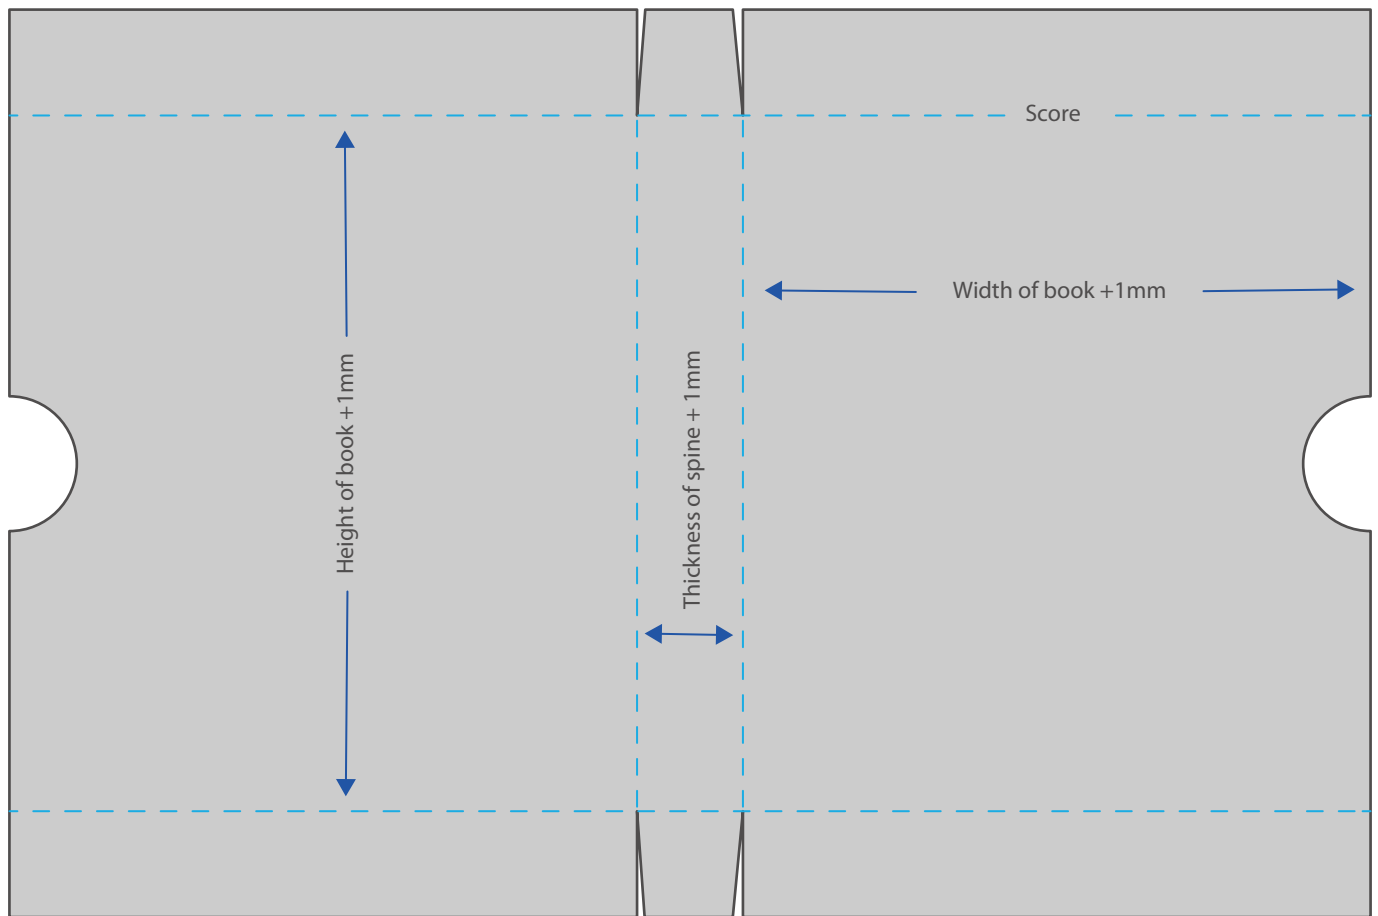 Score
Width of book +1mm
Height of book +1mm
Thickness of spine + 1mm